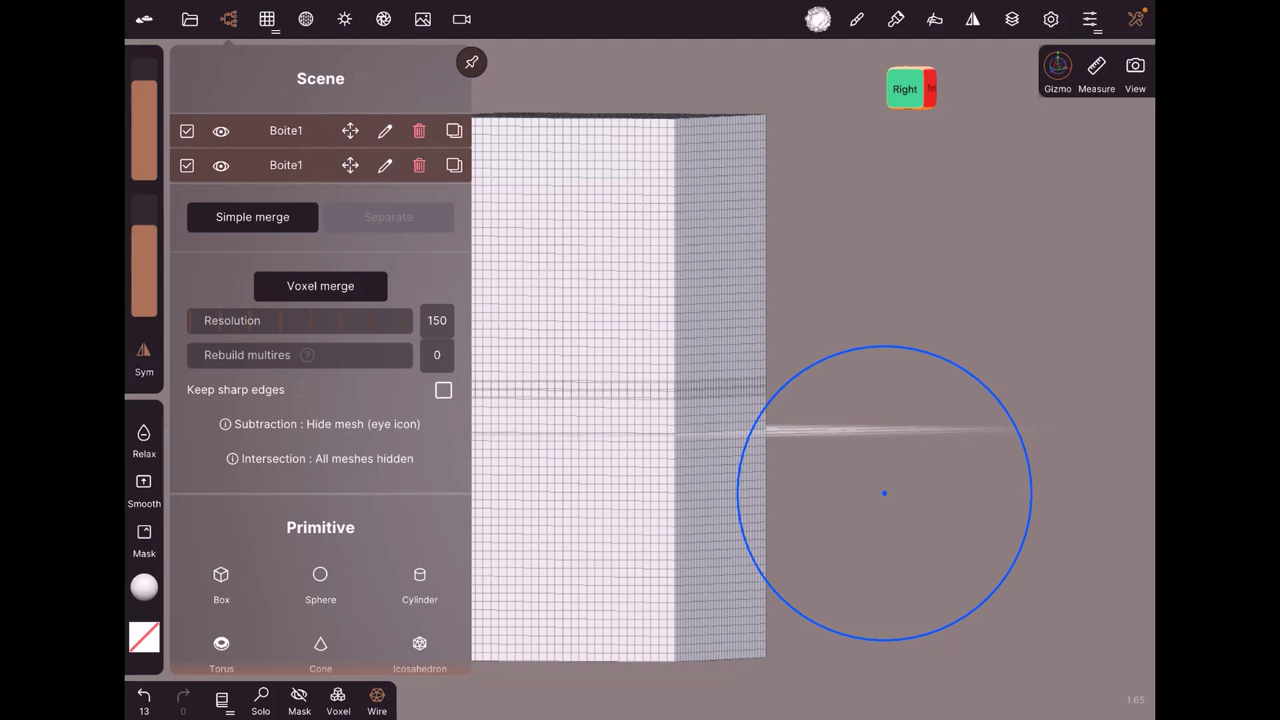 Scene
Boite1
Boite1
Simple merge
Separate
Voxel merge
Resolution
150
Rebuild multires ?
0
Keep sharp edges
Subtraction : Hide mesh (eye icon)
Intersection : All meshes hidden
Primitive
Box
Sphere
Cylinder
Torus
Cone
Icosahedron
Sym
Relax
Smooth
Mask
13
0
Solo
Mask
Voxel
Wire
Right
Gizmo
Measure
View
1.65